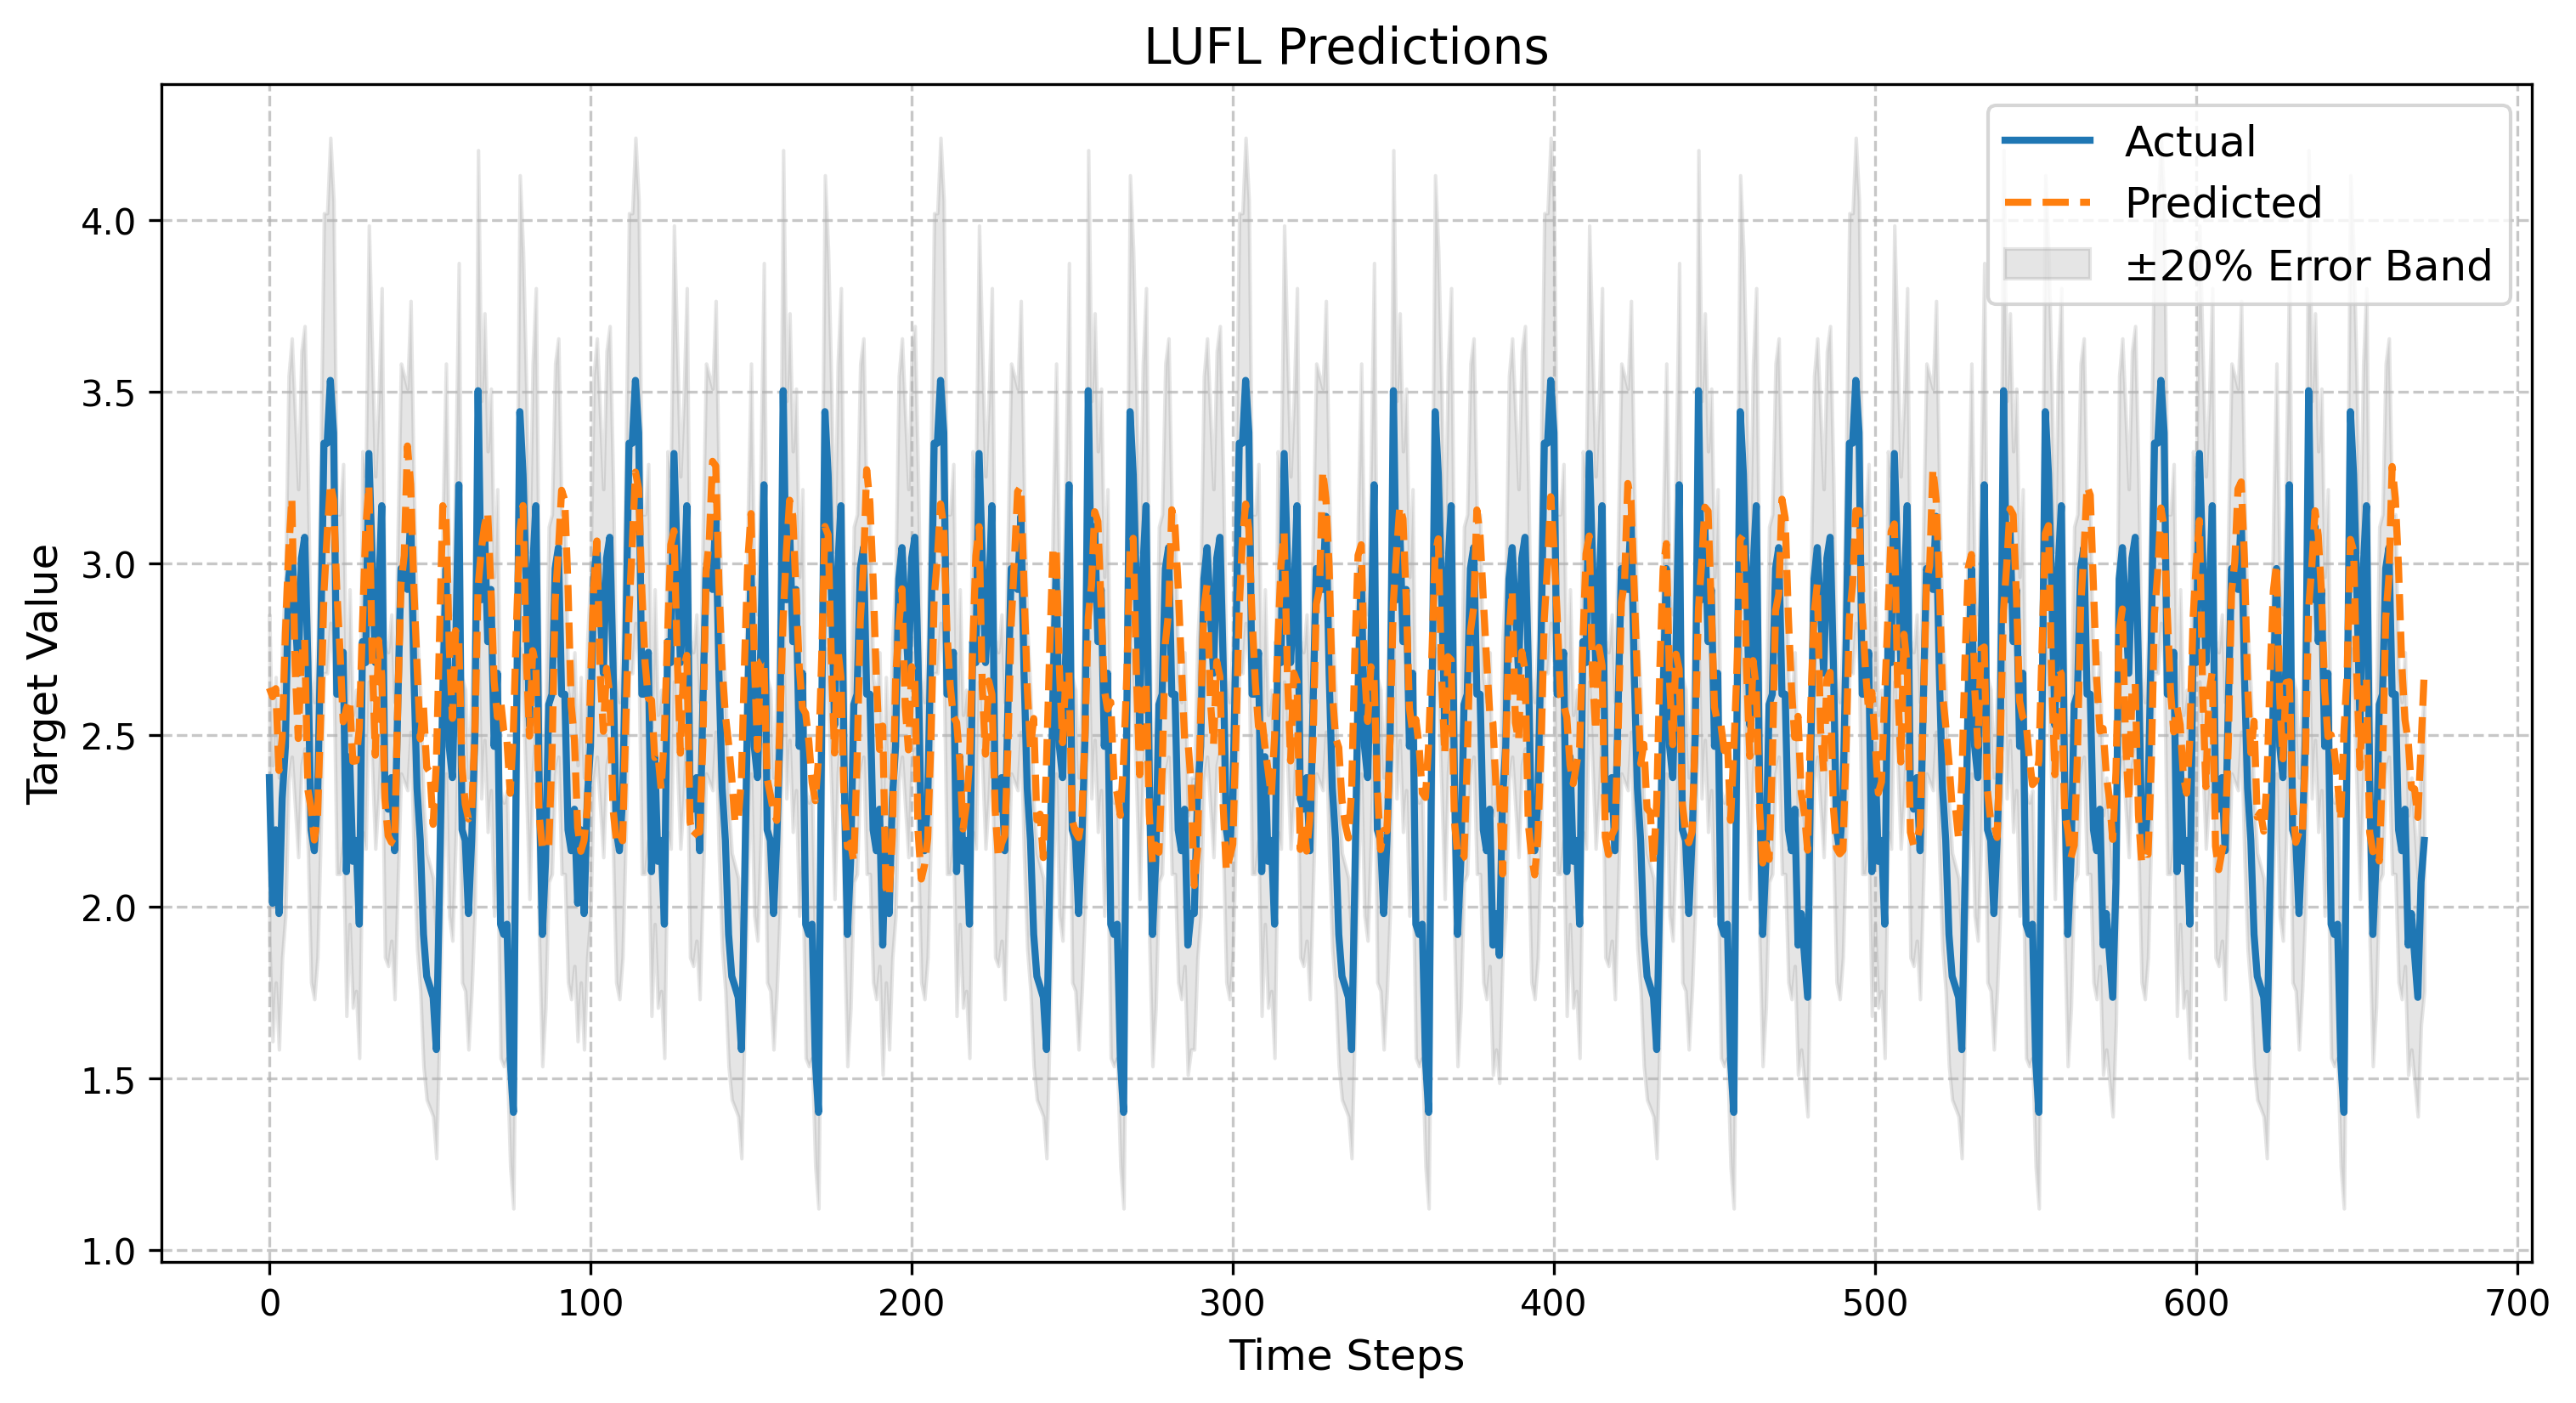 LUFL Predictions
Actual
Predicted
±20% Error Band
Target Value
4.0
3.5
3.0
2.5
2.0
1.5
1.0
0 100 200 300 400 500 600 700
Time Steps